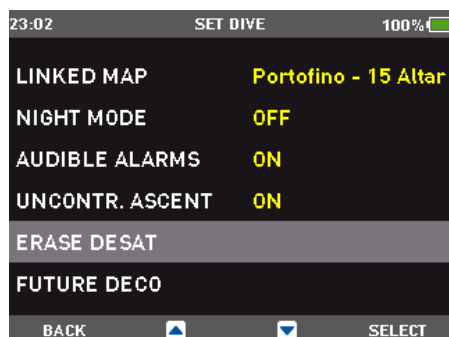 23:02 SET DIVE 100%
LINKED MAP Portofino - 15 Altar
NIGHT MODE OFF
AUDIBLE ALARMS ON
UNCONTR. ASCENT ON
ERASE DESAT
FUTURE DECO
BACK SELECT